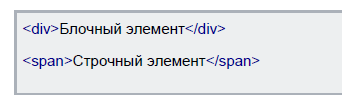 <div>Блочный элемент</div>
<span>Строчный элемент</span>